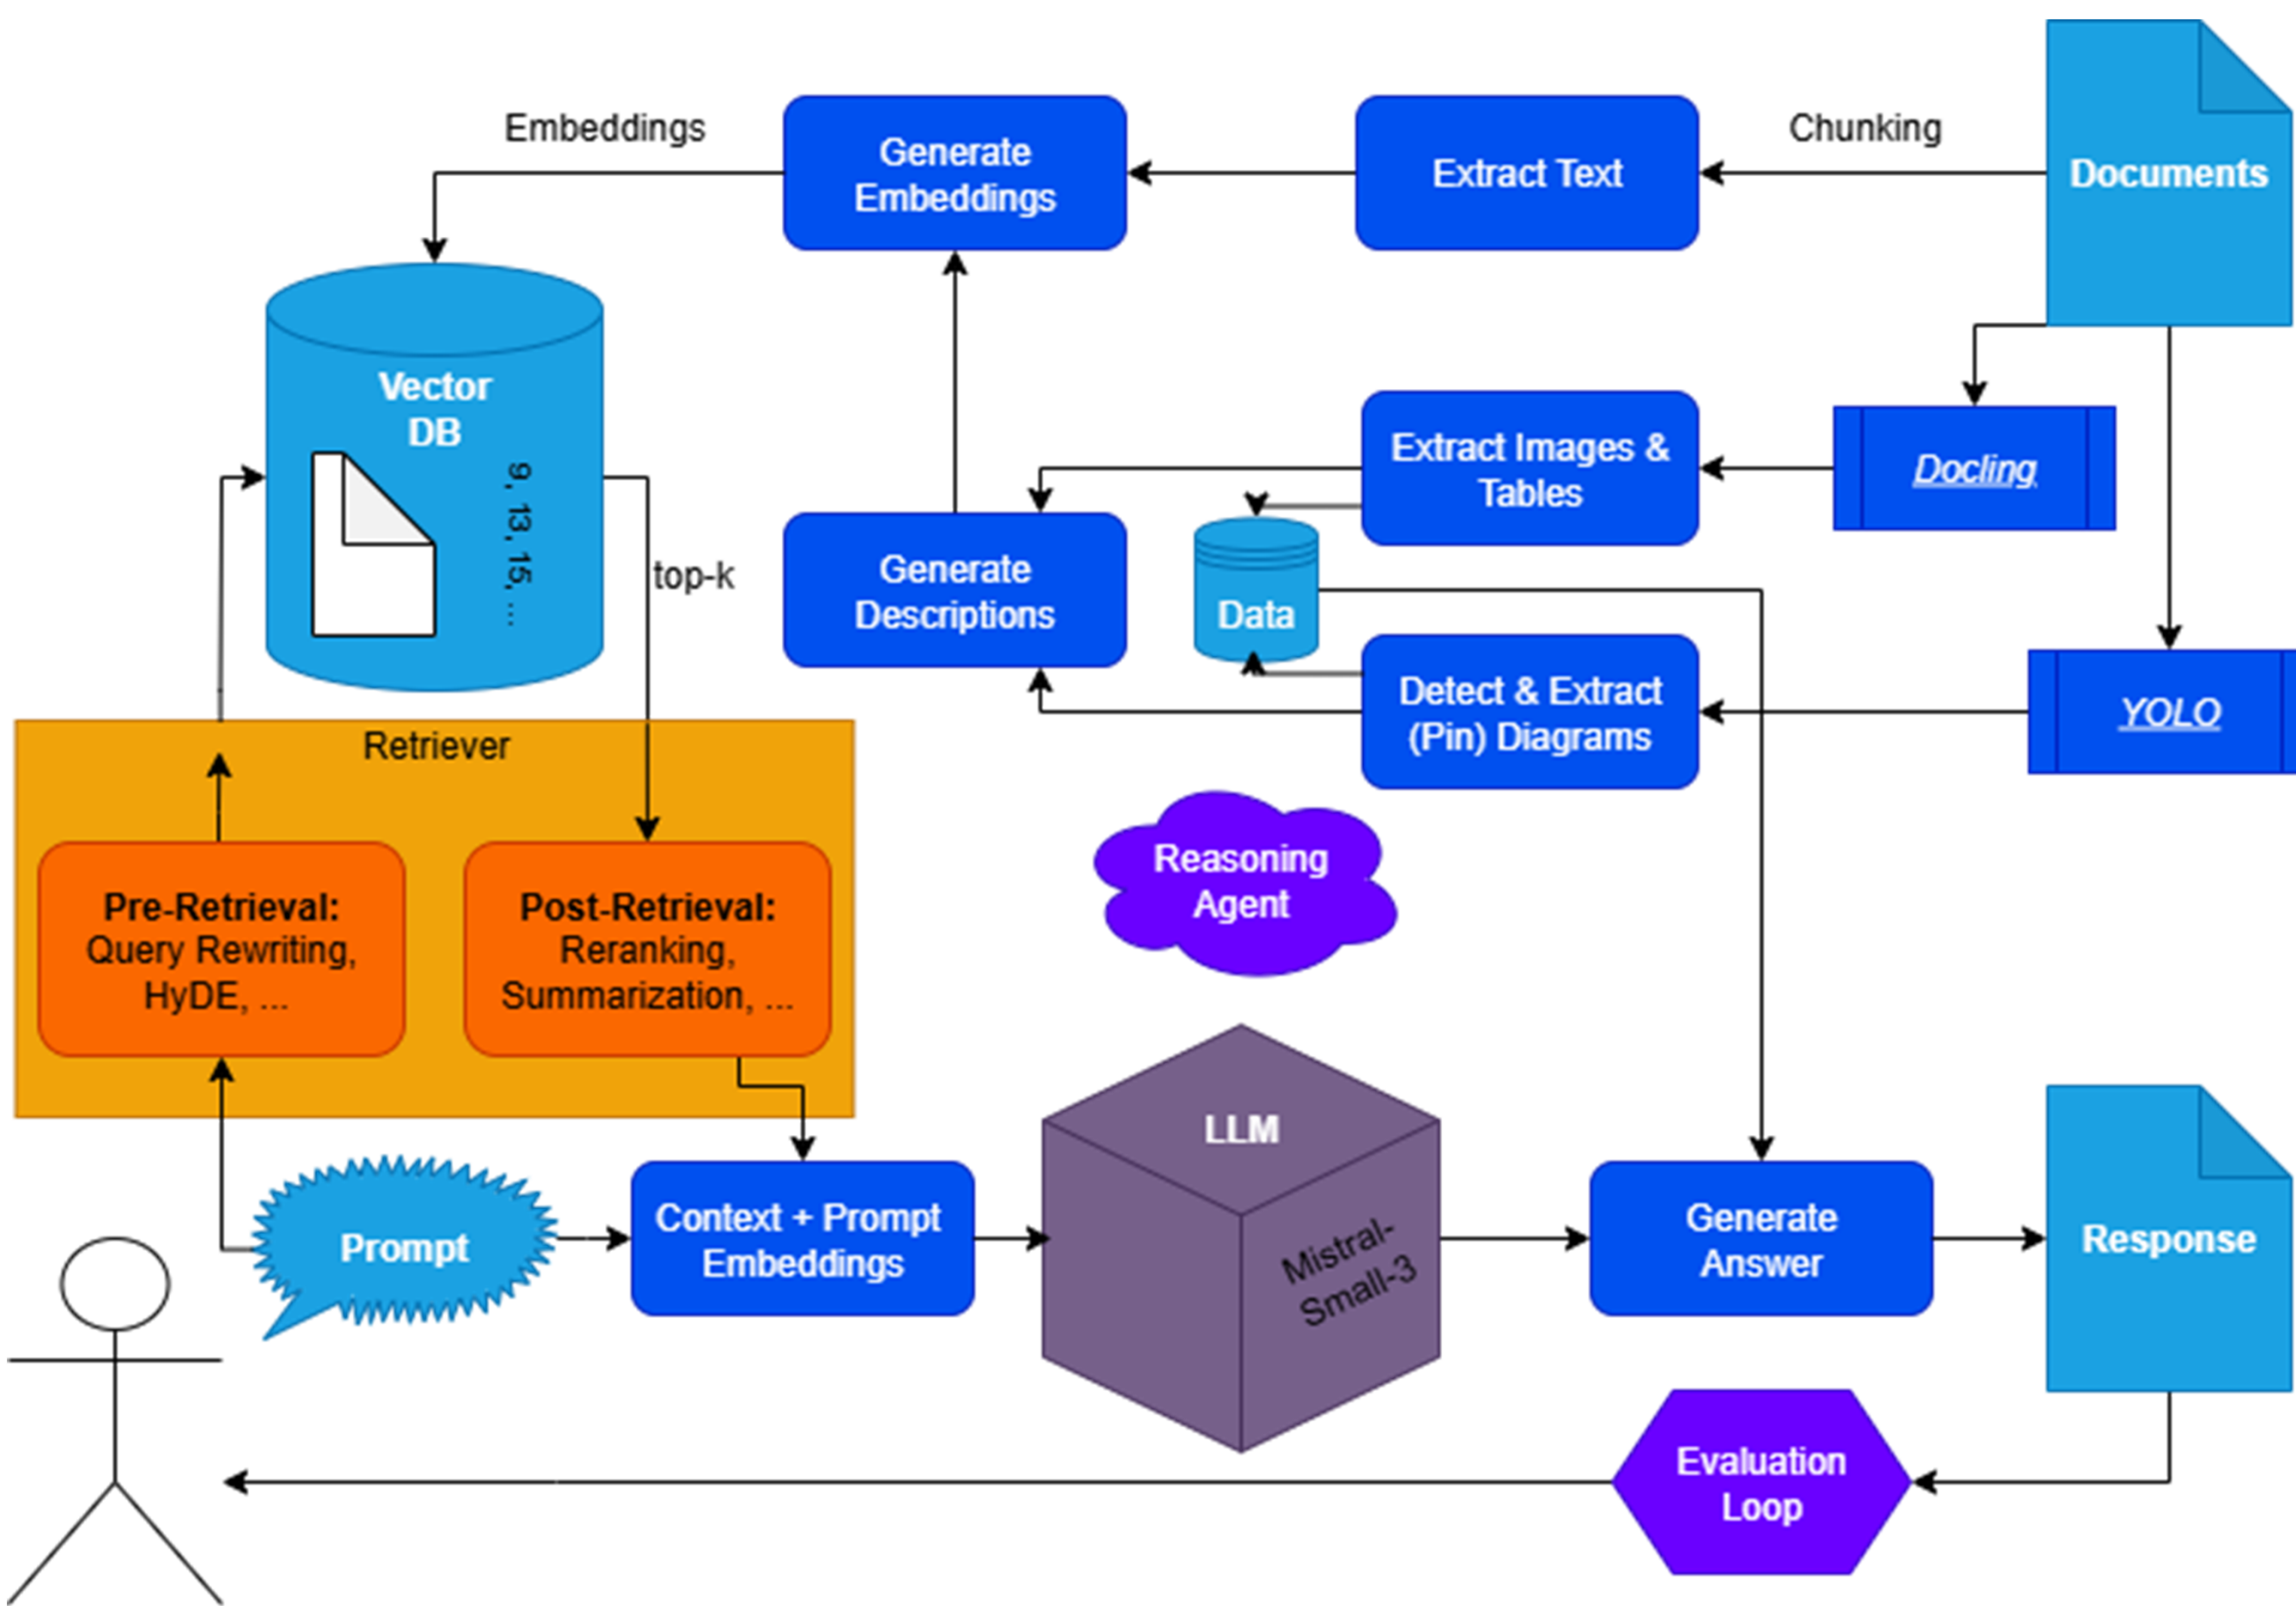 Embeddings
Generate
Embeddings
Extract Text
Chunking
Documents
Vector
DB
9, 13, 15, ...
top-k
Generate
Descriptions
Extract Images &
Tables
Docling
Data
Detect & Extract
(Pin) Diagrams
YOLO
Retriever
Pre-Retrieval:
Query Rewriting,
HyDE, ...
Post-Retrieval:
Reranking,
Summarization, ...
Reasoning
Agent
Prompt
Context + Prompt
Embeddings
LLM
Mistral-
Small-3
Generate
Answer
Response
Evaluation
Loop